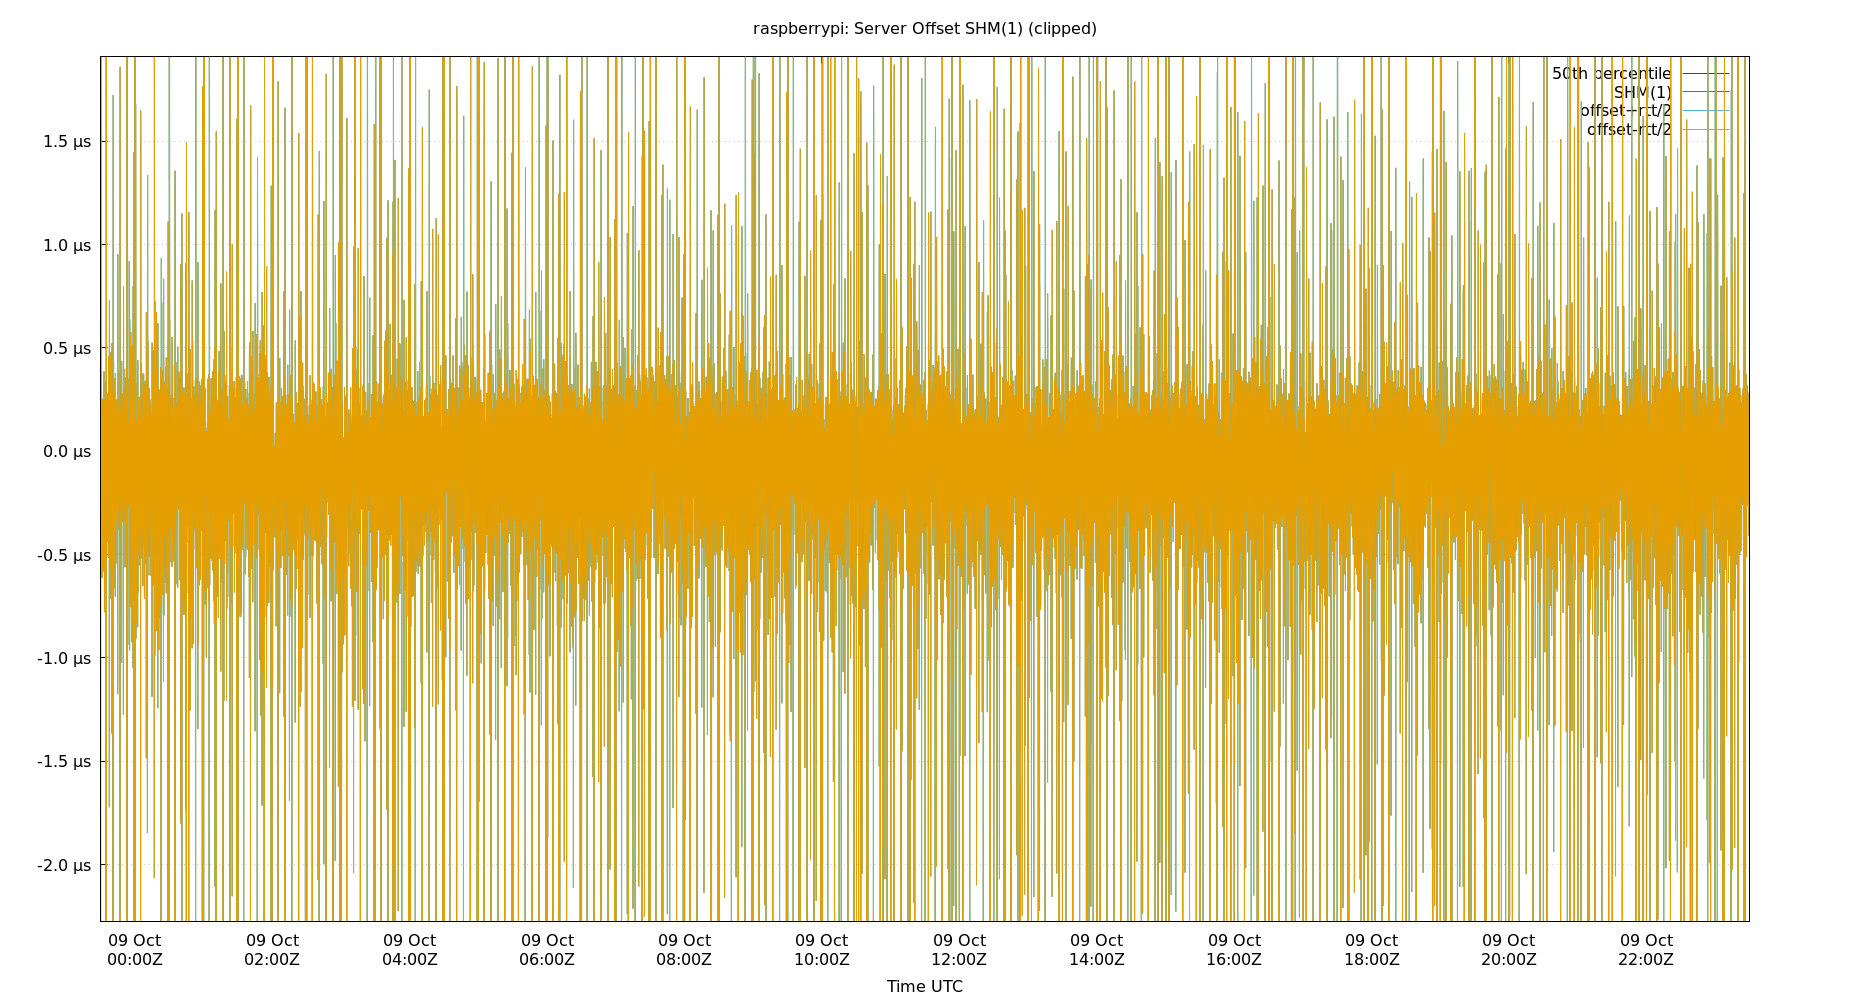 raspberrypi: Server Offset SHM(1) (clipped)
50th percentile
SHM(1)
offset+rtt/2
offset-rtt/2
1.5 µs
1.0 µs
0.5 µs
0.0 µs
-0.5 µs
-1.0 µs
-1.5 µs
-2.0 µs
09 Oct 09 Oct 09 Oct 09 Oct 09 Oct 09 Oct 09 Oct 09 Oct 09 Oct 09 Oct 09 Oct 09 Oct
00:00Z 02:00Z 04:00Z 06:00Z 08:00Z 10:00Z 12:00Z 14:00Z 16:00Z 18:00Z 20:00Z 22:00Z
Time UTC